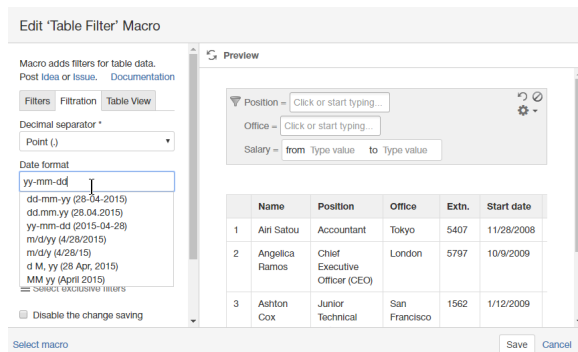 Edit ‘Table Filter’ Macro
Macro adds filters for table data.
Post Idea or Issue. Documentation
Filters Filtration Table View
Decimal separator *
Point (.)
Date format
yy-mm-dd
dd-mm-yy (28-04-2015)
dd.mm.yy (28.04.2015)
yy-mm-dd (2015-04-28)
m/d/yy (4/28/2015)
m/d/y (4/28/15)
d M, yy (28 Apr, 2015)
MM yy (April 2015)
Select exclusive filters
Disable the change saving
Preview
Position = Click or start typing...
Office = Click or start typing...
Salary = from Type value to Type value
Name Position Office Extn. Start date
1 Airi Satou Accountant Tokyo 5407 11/28/2008
2 Angelica Chief London 5797 10/9/2009
Ramos Executive
Officer (CEO)
3 Ashton Junior San 1562 1/12/2009
Cox Technical Francisco
Select macro Save Cancel